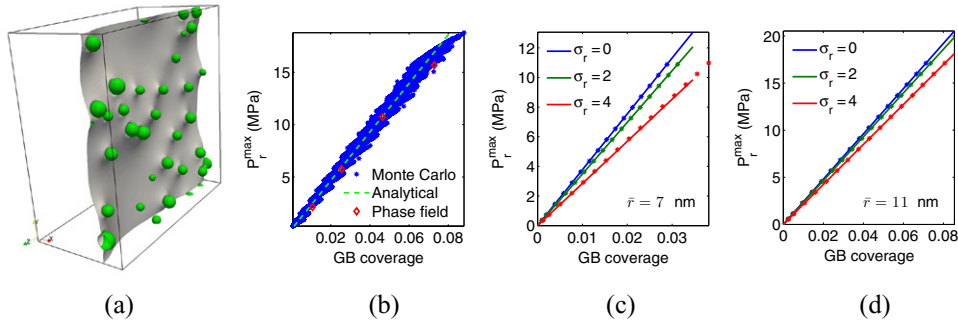 P_r^max (MPa)
15
10
5
Monte Carlo
Analytical
Phase field
0.02 0.04 0.06 0.08
GB coverage
P_r^max (MPa)
12
10
8
6
4
2
0
σ_r = 0
σ_r = 2
σ_r = 4
r̄ = 7 nm
0 0.01 0.02 0.03
GB coverage
P_r^max (MPa)
20
15
10
5
0
σ_r = 0
σ_r = 2
σ_r = 4
r̄ = 11 nm
0 0.02 0.04 0.06 0.08
GB coverage
(a) (b) (c) (d)